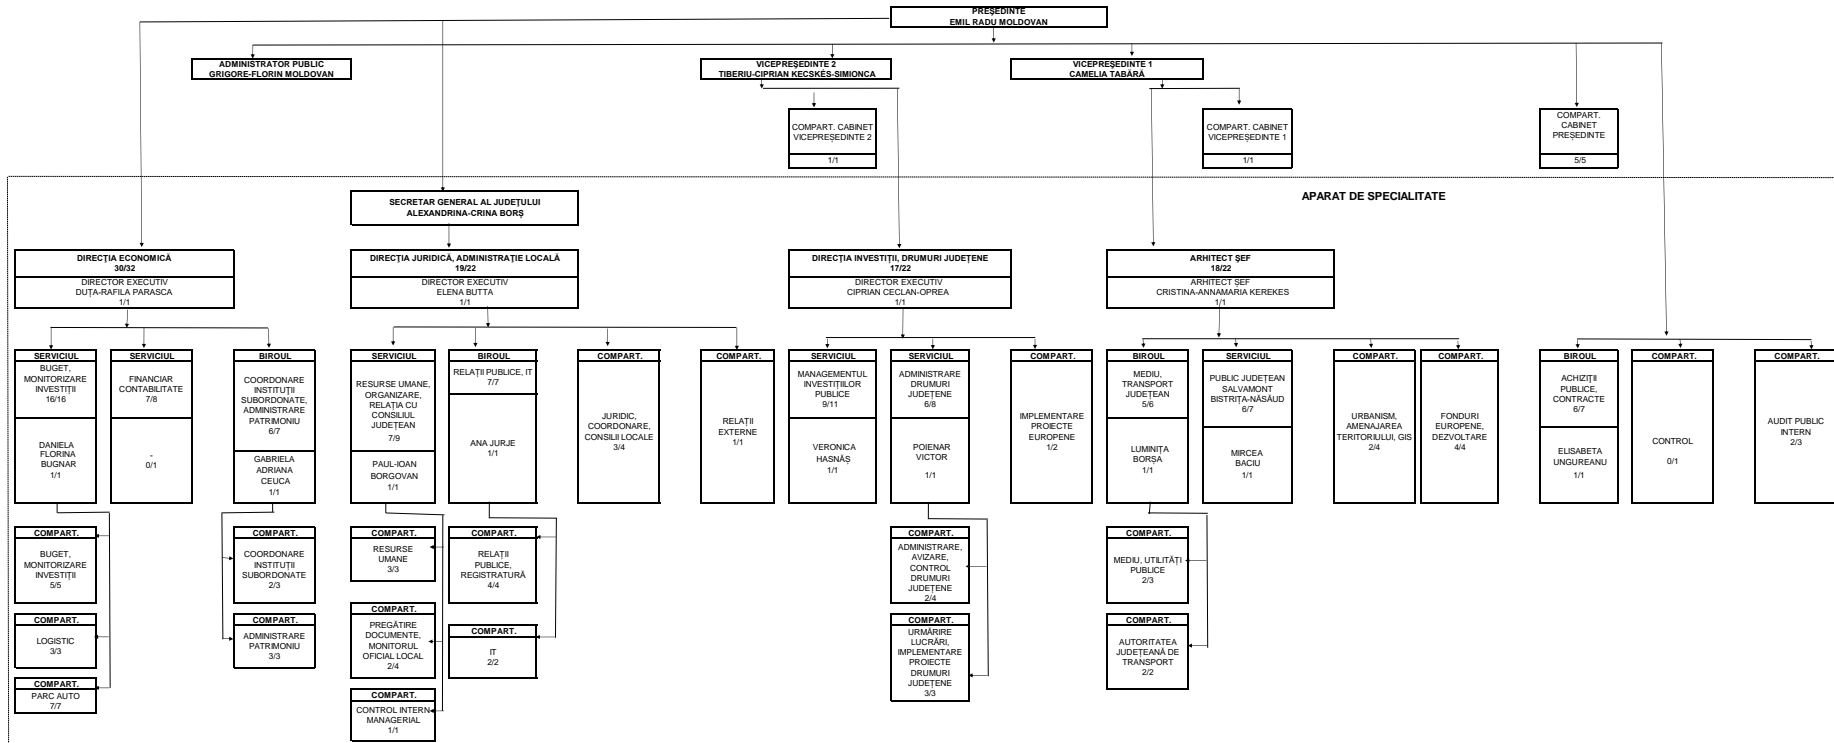 PREȘEDINTE
EMIL RADU MOLDOVAN
ADMINISTRATOR PUBLIC
GRIGORE-FLORIN MOLDOVAN
VICEPREȘEDINTE 2
TIBERIU-CIPRIAN KECSKÉS-SIMIONCA
VICEPREȘEDINTE 1
CAMELIA TABĂRĂ
COMPART. CABINET
VICEPREȘEDINTE 2
1/1
COMPART. CABINET
VICEPREȘEDINTE 1
1/1
COMPART.
CABINET
PREȘEDINTE
5/5
APARAT DE SPECIALITATE
SECRETAR GENERAL AL JUDEȚULUI
ALEXANDRINA-CRINA BORȘ
DIRECȚIA ECONOMICĂ
30/32
DIRECTOR EXECUTIV
DUȚA-RAFILA PARASCA
1/1
DIRECȚIA JURIDICĂ, ADMINISTRAȚIE LOCALĂ
19/22
DIRECTOR EXECUTIV
ELENA BUTTA
1/1
DIRECȚIA INVESTIȚII, DRUMURI JUDEȚENE
17/22
DIRECTOR EXECUTIV
CIPRIAN CECLAN-OPREA
1/1
ARHITECT ȘEF
18/22
ARHITECT ȘEF
CRISTINA-ANNAMARIA KEREKES
1/1
SERVICIUL
BUGET,
MONITORIZARE
INVESTIȚII
16/16
DANIELA
FLORINA
BUGNAR
1/1
SERVICIUL
FINANCIAR
CONTABILITATE
7/8
-
0/1
BIROUL
COORDONARE
INSTITUȚII
SUBORDONATE,
ADMINISTRARE
PATRIMONIU
6/7
GABRIELA
ADRIANA
CEUCA
1/1
SERVICIUL
RESURSE UMANE,
ORGANIZARE,
RELAȚIA CU
CONSILIUL
JUDEȚEAN
7/9
PAUL-IOAN
BORGOVAN
1/1
BIROUL
RELAȚII PUBLICE, IT
7/7
ANA JURJE
1/1
COMPART.
JURIDIC,
COORDONARE,
CONSILII LOCALE
3/4
COMPART.
RELAȚII
EXTERNE
1/1
SERVICIUL
MANAGEMENTUL
INVESTIȚIILOR
PUBLICE
9/11
VERONICA
HASNĂȘ
1/1
SERVICIUL
ADMINISTRARE
DRUMURI
JUDEȚENE
6/8
POIENAR
VICTOR
1/1
COMPART.
IMPLEMENTARE
PROIECTE
EUROPENE
1/2
BIROUL
MEDIU,
TRANSPORT
JUDEȚEAN
5/6
LUMINIȚA
BORȘA
1/1
SERVICIUL
PUBLIC JUDEȚEAN
SALVAMONT
BISTRIȚA-NĂSĂUD
6/7
MIRCEA
BACIU
1/1
COMPART.
URBANISM,
AMENAJAREA
TERITORIULUI, GIS
2/4
COMPART.
FONDURI
EUROPENE,
DEZVOLTARE
4/4
BIROUL
ACHIZIȚII
PUBLICE,
CONTRACTE
6/7
ELISABETA
UNGUREANU
1/1
COMPART.
CONTROL
0/1
COMPART.
AUDIT PUBLIC
INTERN
2/3
COMPART.
BUGET,
MONITORIZARE
INVESTIȚII
5/5
COMPART.
LOGISTIC
3/3
COMPART.
PARC AUTO
7/7
COMPART.
COORDONARE
INSTITUȚII
SUBORDONATE
2/3
COMPART.
ADMINISTRARE
PATRIMONIU
3/3
COMPART.
RESURSE
UMANE
3/3
COMPART.
PREGĂTIRE
DOCUMENTE,
MONITORUL
OFICIAL LOCAL
2/4
COMPART.
CONTROL INTERN
MANAGERIAL
1/1
COMPART.
RELAȚII
PUBLICE,
REGISTRATURĂ
4/4
COMPART.
IT
2/2
COMPART.
ADMINISTRARE,
AVIZARE,
CONTROL
DRUMURI
JUDEȚENE
2/4
COMPART.
URMĂRIRE
LUCRĂRI,
IMPLEMENTARE
PROIECTE
DRUMURI
JUDEȚENE
3/3
COMPART.
MEDIU, UTILITĂȚI
PUBLICE
2/3
COMPART.
AUTORITATEA
JUDEȚEANĂ DE
TRANSPORT
2/2